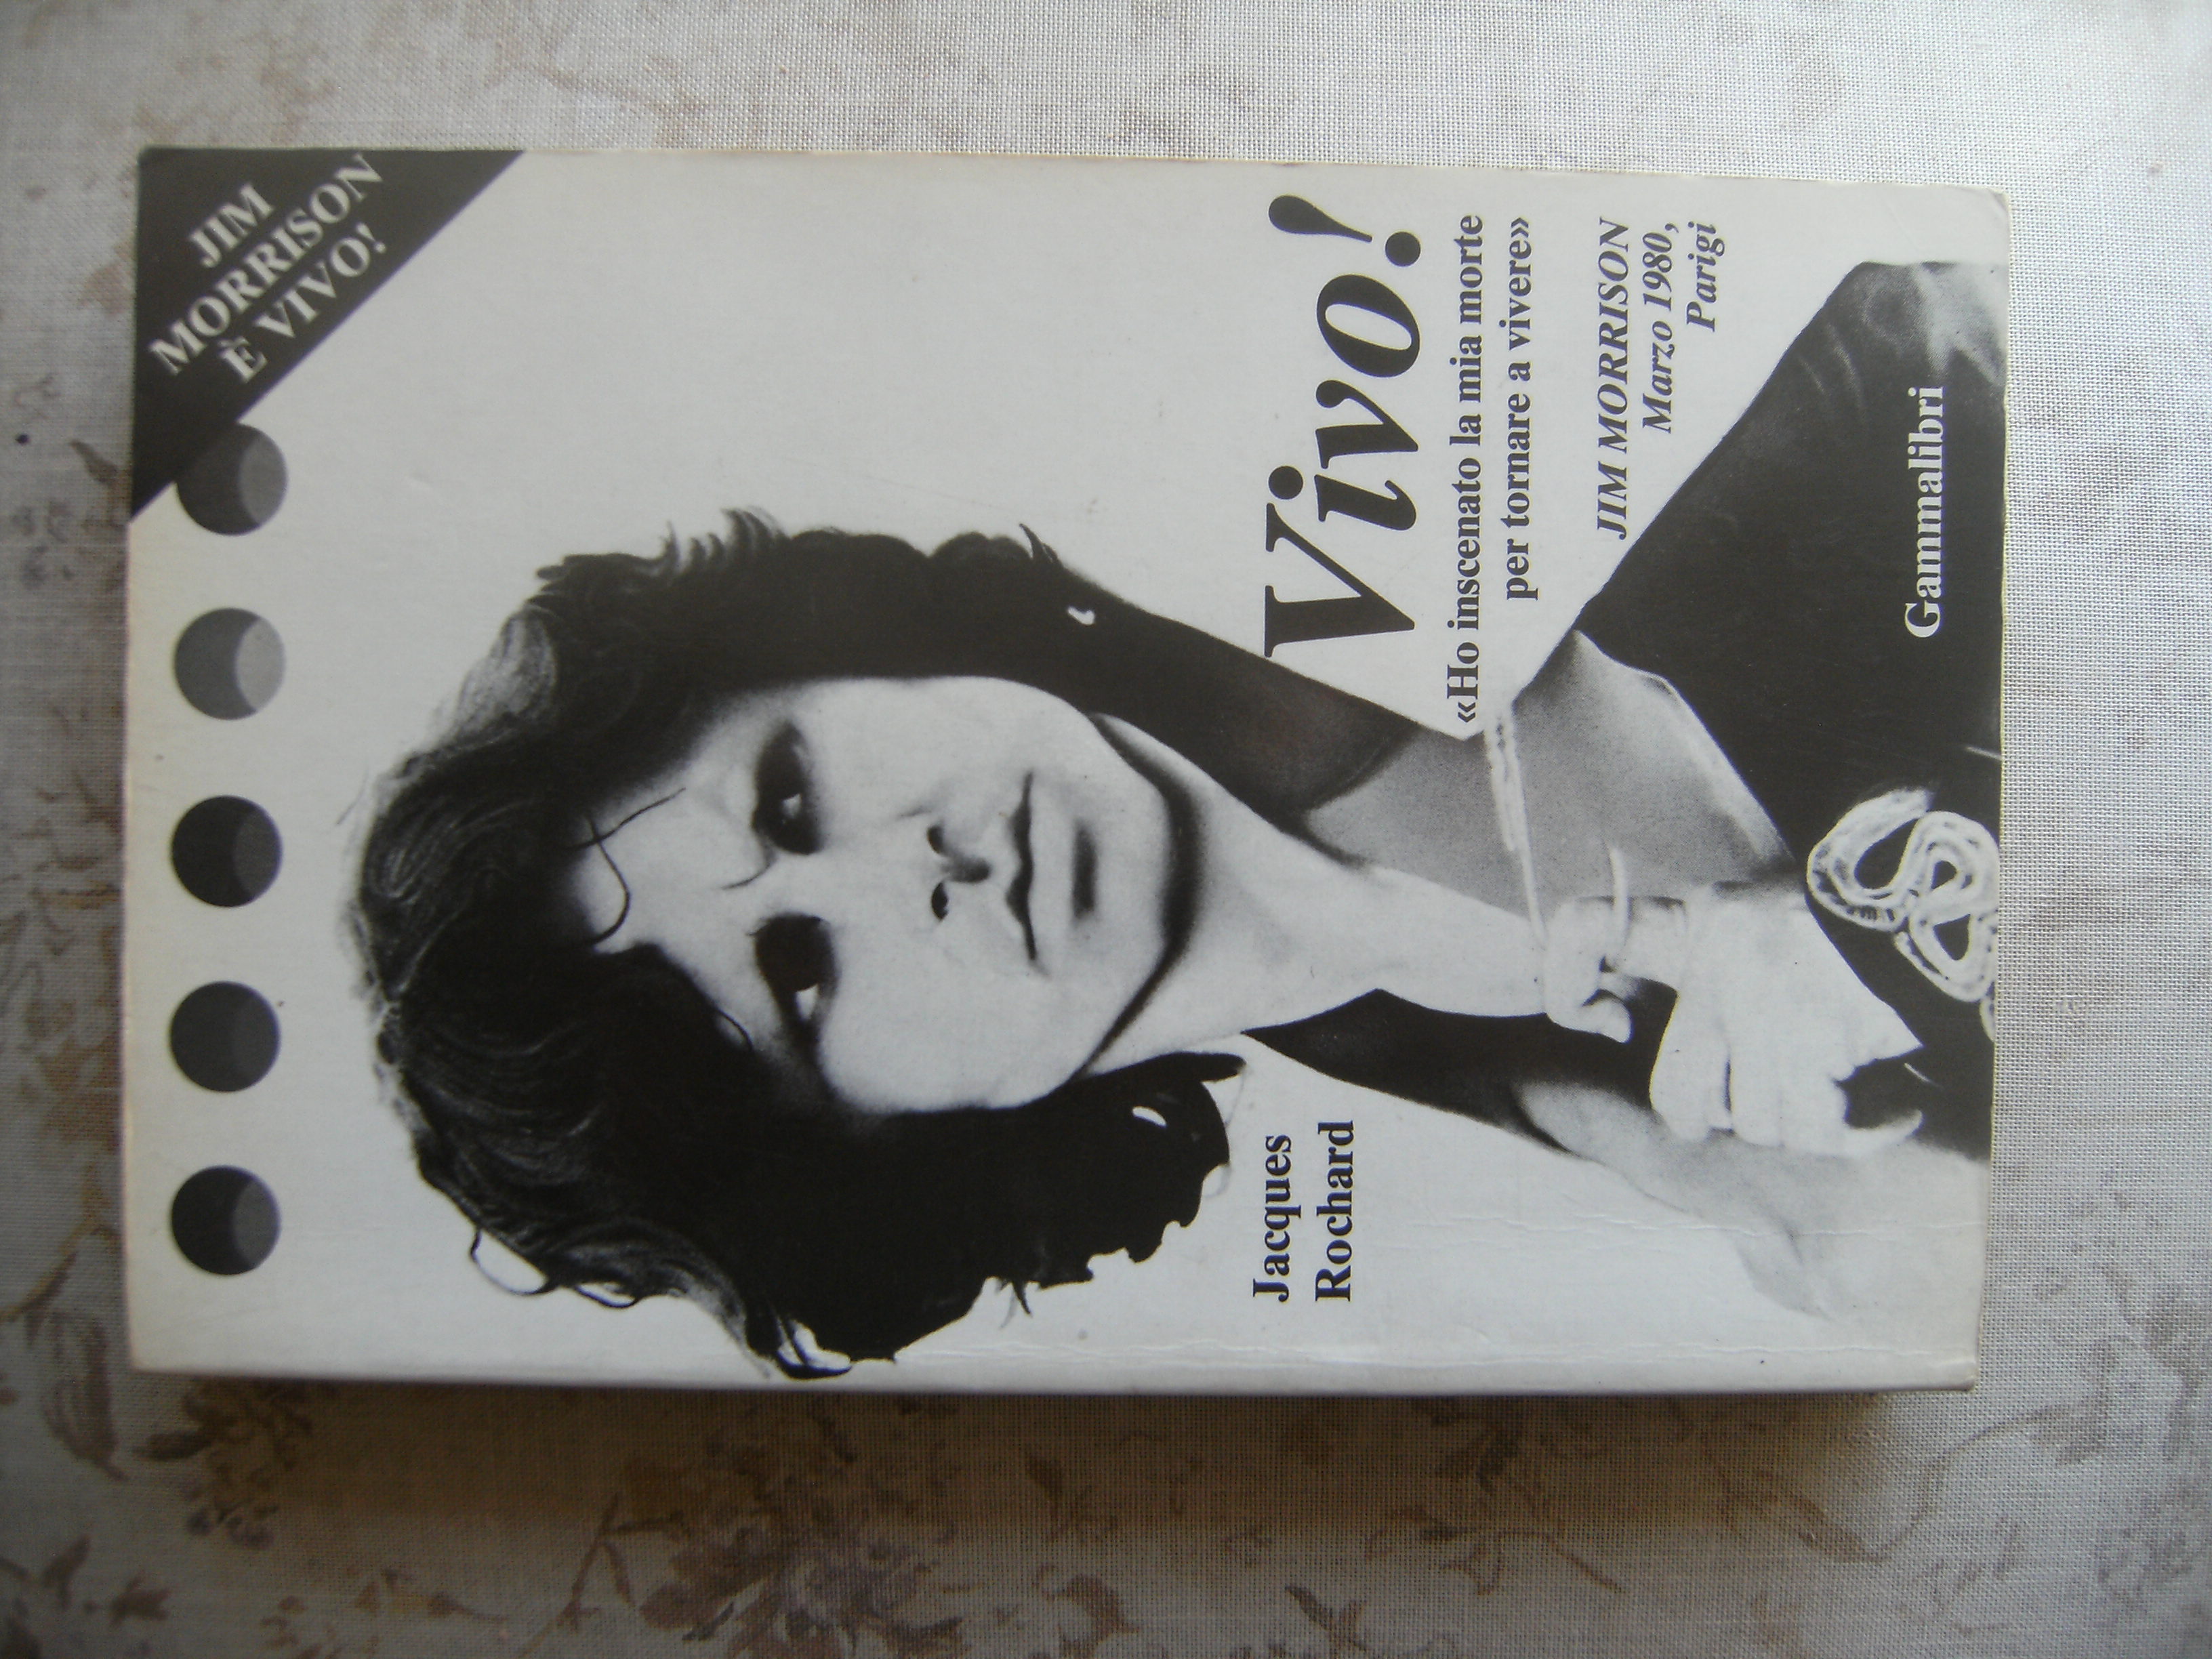 JIM
MORRISON
È VIVO!
Jacques
Rochard
Vivo!
«Ho inscenato la mia morte
per tornare a vivere»
JIM MORRISON
Marzo 1980,
Parigi
Gammalibri